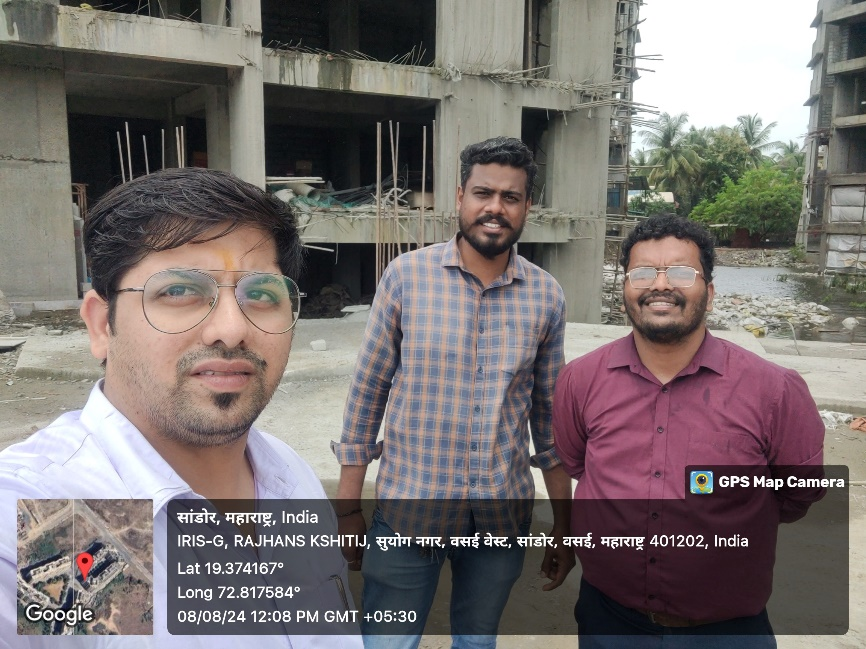 GPS Map Camera
सांडोर, महाराष्ट्र, India
IRIS-G, RAJHANS KSHITIJ, सुयोग नगर, वसई वेस्ट, सांडोर, वसई, महाराष्ट्र 401202, India
Lat 19.374167°
Long 72.817584°
08/08/24 12:08 PM GMT +05:30
Google